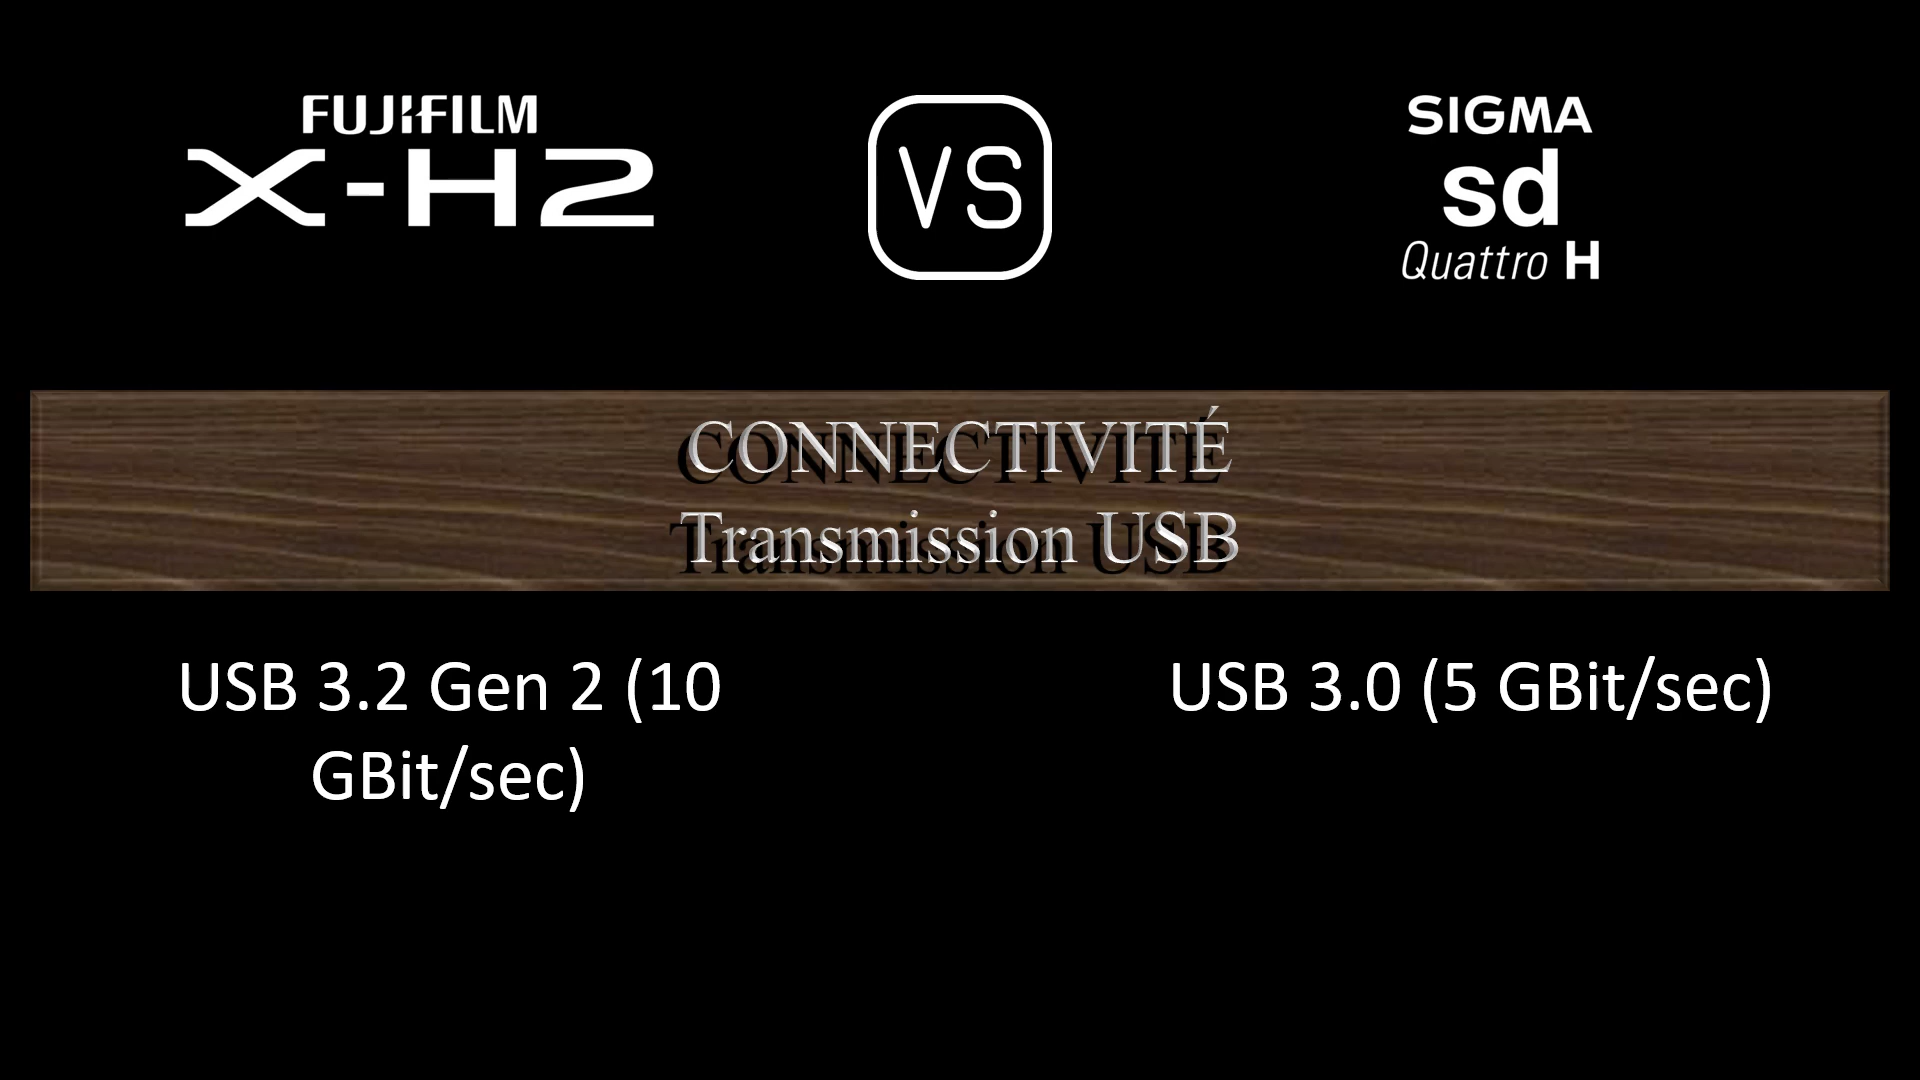 FUJIFILM
X-H2
VS
SIGMA
sd
Quattro H
CONNECTIVITÉ
Transmission USB
USB 3.2 Gen 2 (10
GBit/sec)
USB 3.0 (5 GBit/sec)